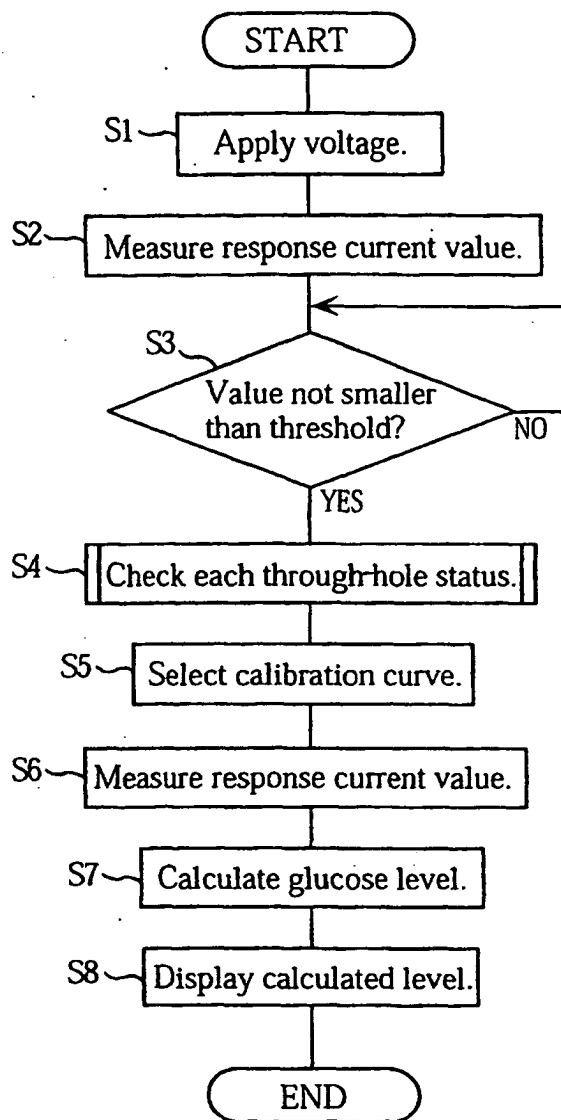 START
S1
Apply voltage.
S2
Measure response current value.
S3
Value not smaller
than threshold?
NO
YES
S4
Check each through-hole status.
S5
Select calibration curve.
S6
Measure response current value.
S7
Calculate glucose level.
S8
Display calculated level.
END